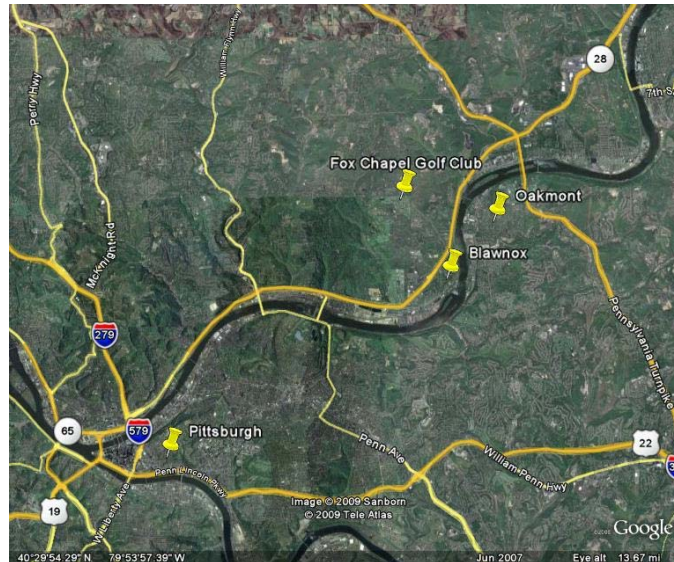 Perry Hwy
William Flynn Hwy
28
7th S
Fox Chapel Golf Club
Oakmont
McKnight Rd
Blawnox
Pennsylvania Turnpike
279
65
579
Pittsburgh
Penn Ave
22
William Penn Hwy
Penn Lincoln Pkwy
W Liberty Ave
19
Image © 2009 Sanborn
© 2009 Tele Atlas
Google
40°29'54.29" N 79°53'57.39" W Jun 2007 Eye alt 13.67 mi